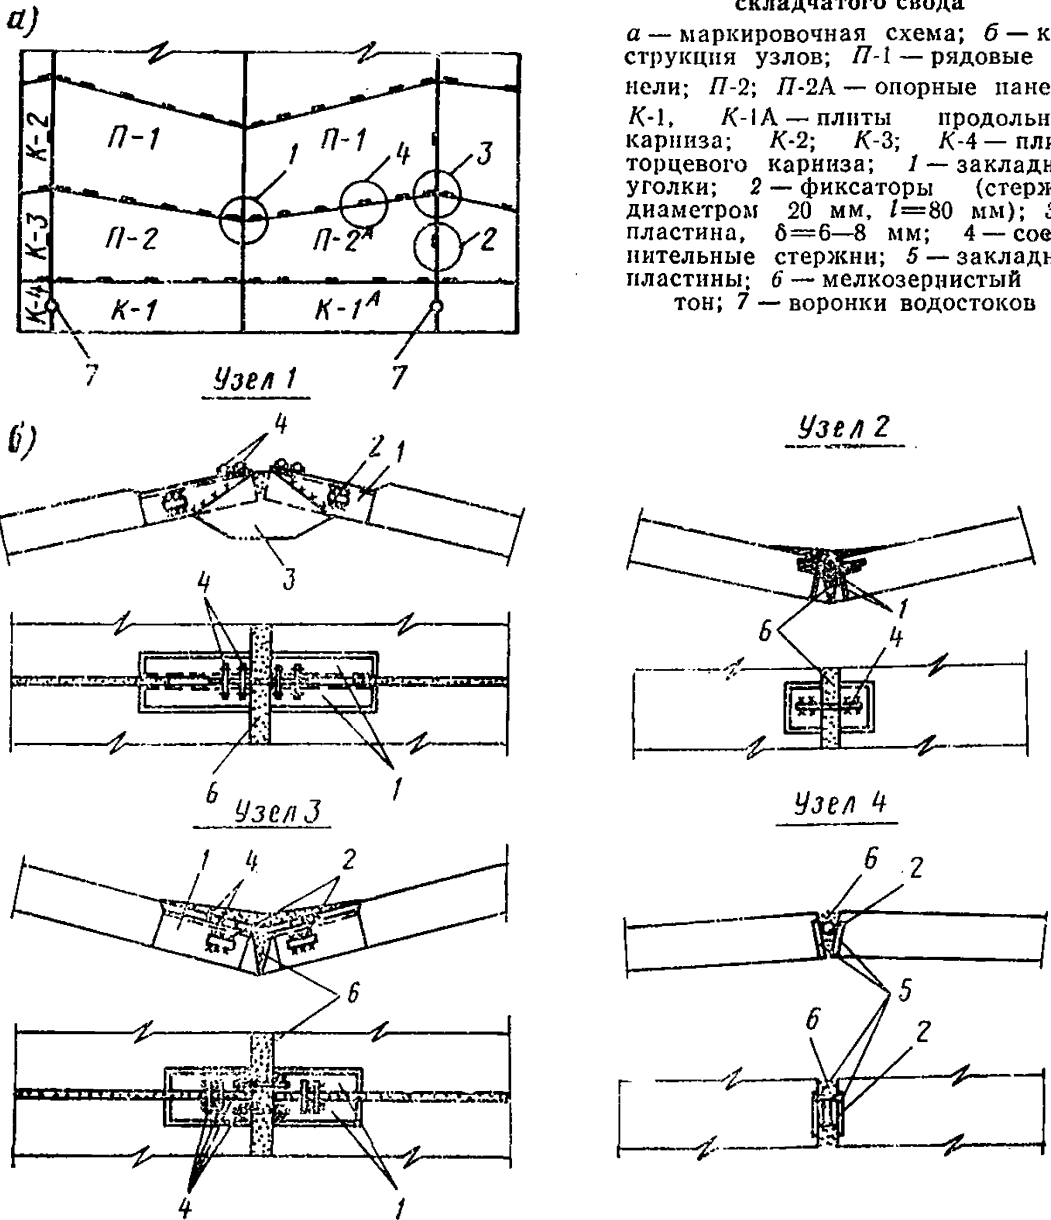 складчатого свода
а — маркировочная схема; б — к
струкция узлов; П-1 — рядовые
нели; П-2; П-2А — опорные пане
К-1, К-1А — плиты продольн
карниза; К-2; К-3; К-4 — пли
торцевого карниза; 1 — закладн
уголки; 2 — фиксаторы (стерж
диаметром 20 мм, l=80 мм); 3
пластина, δ=6—8 мм; 4 — сое
нительные стержни; 5 — закладн
пластины; 6 — мелкозернистый
тон; 7 — воронки водостоков
а)
К-2
П-1
П-1
1
4
3
К-3
П-2
П-2А
2
К-4
К-1
К-1А
7
7
Узел 1
б)
4
2
1
3
4
6
1
Узел 2
1
6
4
Узел 3
1
4
2
6
4
1
Узел 4
6
2
5
6
2